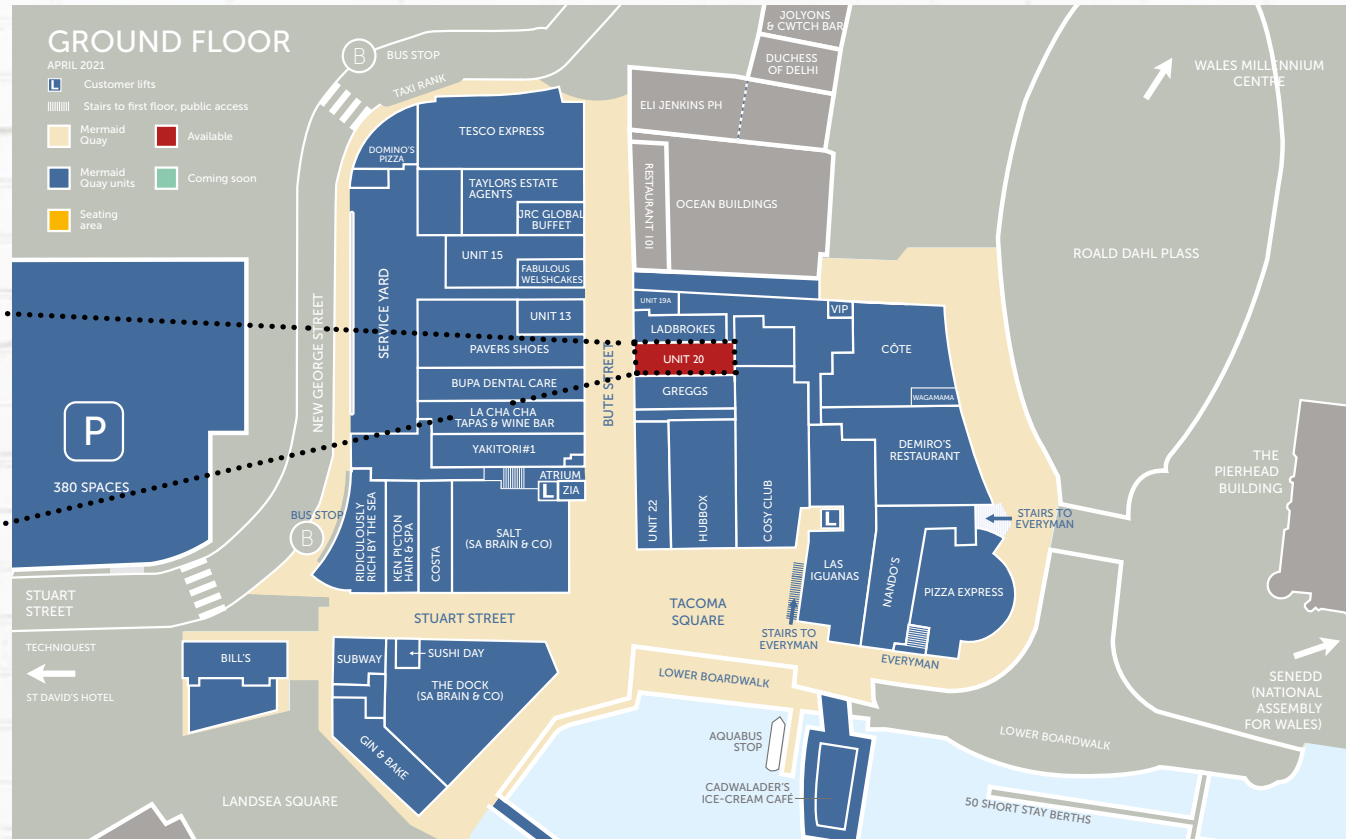 GROUND FLOOR
APRIL 2021
L Customer lifts
Stairs to first floor, public access
Mermaid
Quay
Available
Mermaid
Quay units
Coming soon
Seating
area
B BUS STOP
TAXI RANK
JOLYONS
& CWTCH BAR
DUCHESS
OF DELHI
ELI JENKINS PH
RESTAURANT 101
OCEAN BUILDINGS
WALES MILLENNIUM
CENTRE
ROALD DAHL PLASS
TESCO EXPRESS
DOMINO'S
PIZZA
TAYLORS ESTATE
AGENTS
JRC GLOBAL
BUFFET
UNIT 15
FABULOUS
WELSHCAKES
UNIT 13
PAVERS SHOES
BUPA DENTAL CARE
LA CHA CHA
TAPAS & WINE BAR
YAKITORI#1
ATRIUM
L
ZIA
SERVICE YARD
NEW GEORGE STREET
BUTE STREET
UNIT 19A
LADBROKES
UNIT 20
GREGGS
UNIT 22
HUBBOX
COSY CLUB
VIP
CÔTE
WAGAMAMA
DEMIRO'S
RESTAURANT
L
LAS
IGUANAS
NANDO'S
PIZZA EXPRESS
STAIRS TO
EVERYMAN
STAIRS TO
EVERYMAN
EVERYMAN
THE
PIERHEAD
BUILDING
P
380 SPACES
BUS STOP
B
RIDICULOUSLY
RICH BY THE SEA
KEN PICTON
HAIR & SPA
COSTA
SALT
(SA BRAIN & CO)
STUART
STREET
STUART STREET
TACOMA
SQUARE
TECHNIQUEST
ST DAVID'S HOTEL
BILL'S
SUBWAY
SUSHI DAY
THE DOCK
(SA BRAIN & CO)
GIN & BAKE
LANDSEA SQUARE
LOWER BOARDWALK
AQUABUS
STOP
CADWALADER'S
ICE-CREAM CAFÉ
LOWER BOARDWALK
50 SHORT STAY BERTHS
SENEDD
(NATIONAL
ASSEMBLY
FOR WALES)